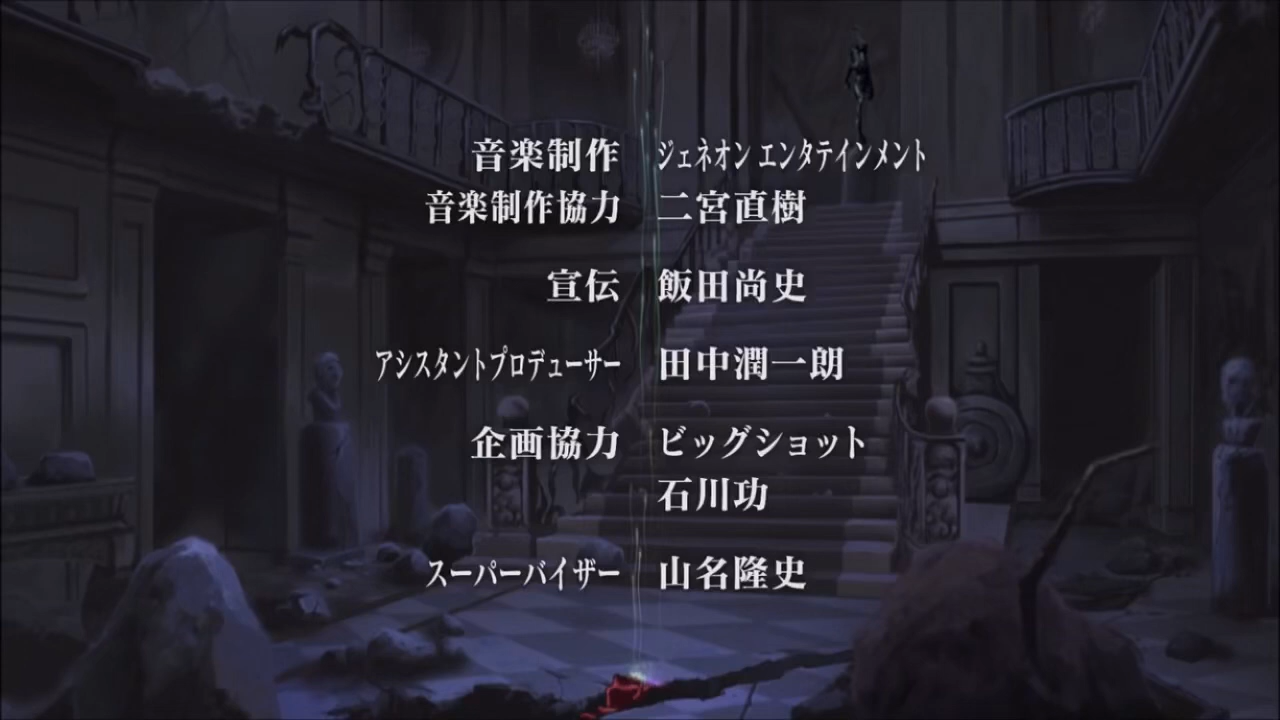 音楽制作 ジェネオン エンタテインメント
音楽制作協力 二宮直樹
宣伝 飯田尚史
アシスタントプロデューサー 田中潤一朗
企画協力 ビッグショット
石川功
スーパーバイザー 山名隆史